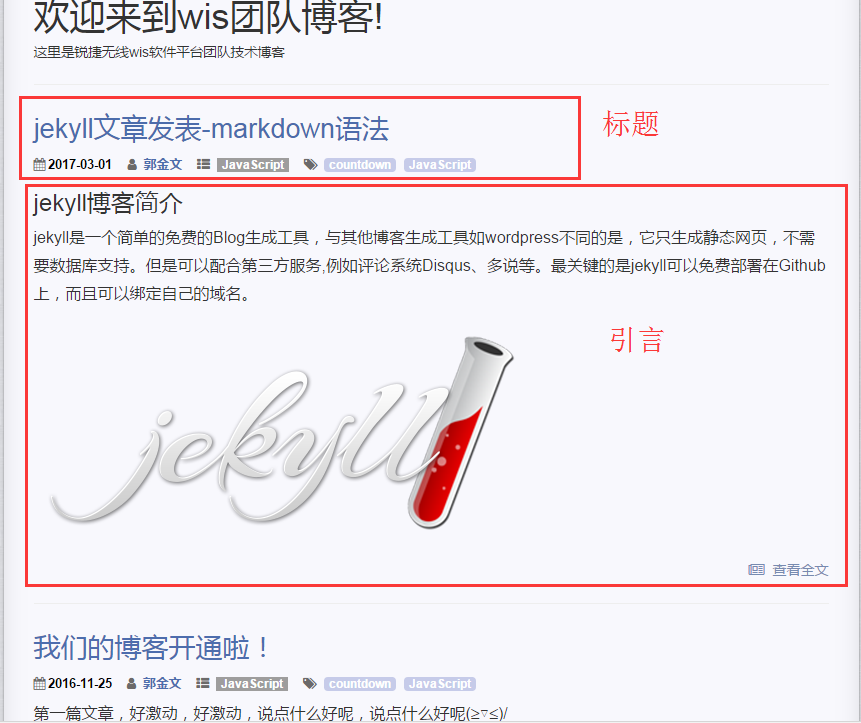 欢迎来到wis团队博客!
这里是锐捷无线wis软件平台团队技术博客
jekyll文章发表-markdown语法
标题
2017-03-01 郭金文 JavaScript countdown JavaScript
jekyll博客简介
jekyll是一个简单的免费的Blog生成工具，与其他博客生成工具如wordpress不同的是，它只生成静态网页，不需
要数据库支持。但是可以配合第三方服务,例如评论系统Disqus、多说等。最关键的是jekyll可以免费部署在Github
上，而且可以绑定自己的域名。
引言
jekyll
查看全文
我们的博客开通啦！
2016-11-25 郭金文 JavaScript countdown JavaScript
第一篇文章，好激动，好激动，说点什么好呢，说点什么好呢(≥▽≤)/